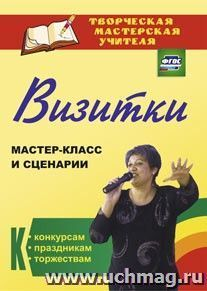 ТВОРЧЕСКАЯ
МАСТЕРСКАЯ
УЧИТЕЛЯ
ФГОС
Визитки
МАСТЕР-КЛАСС
И СЦЕНАРИИ
К
• конкурсам
• праздникам
• торжествам
www.uchmag.ru